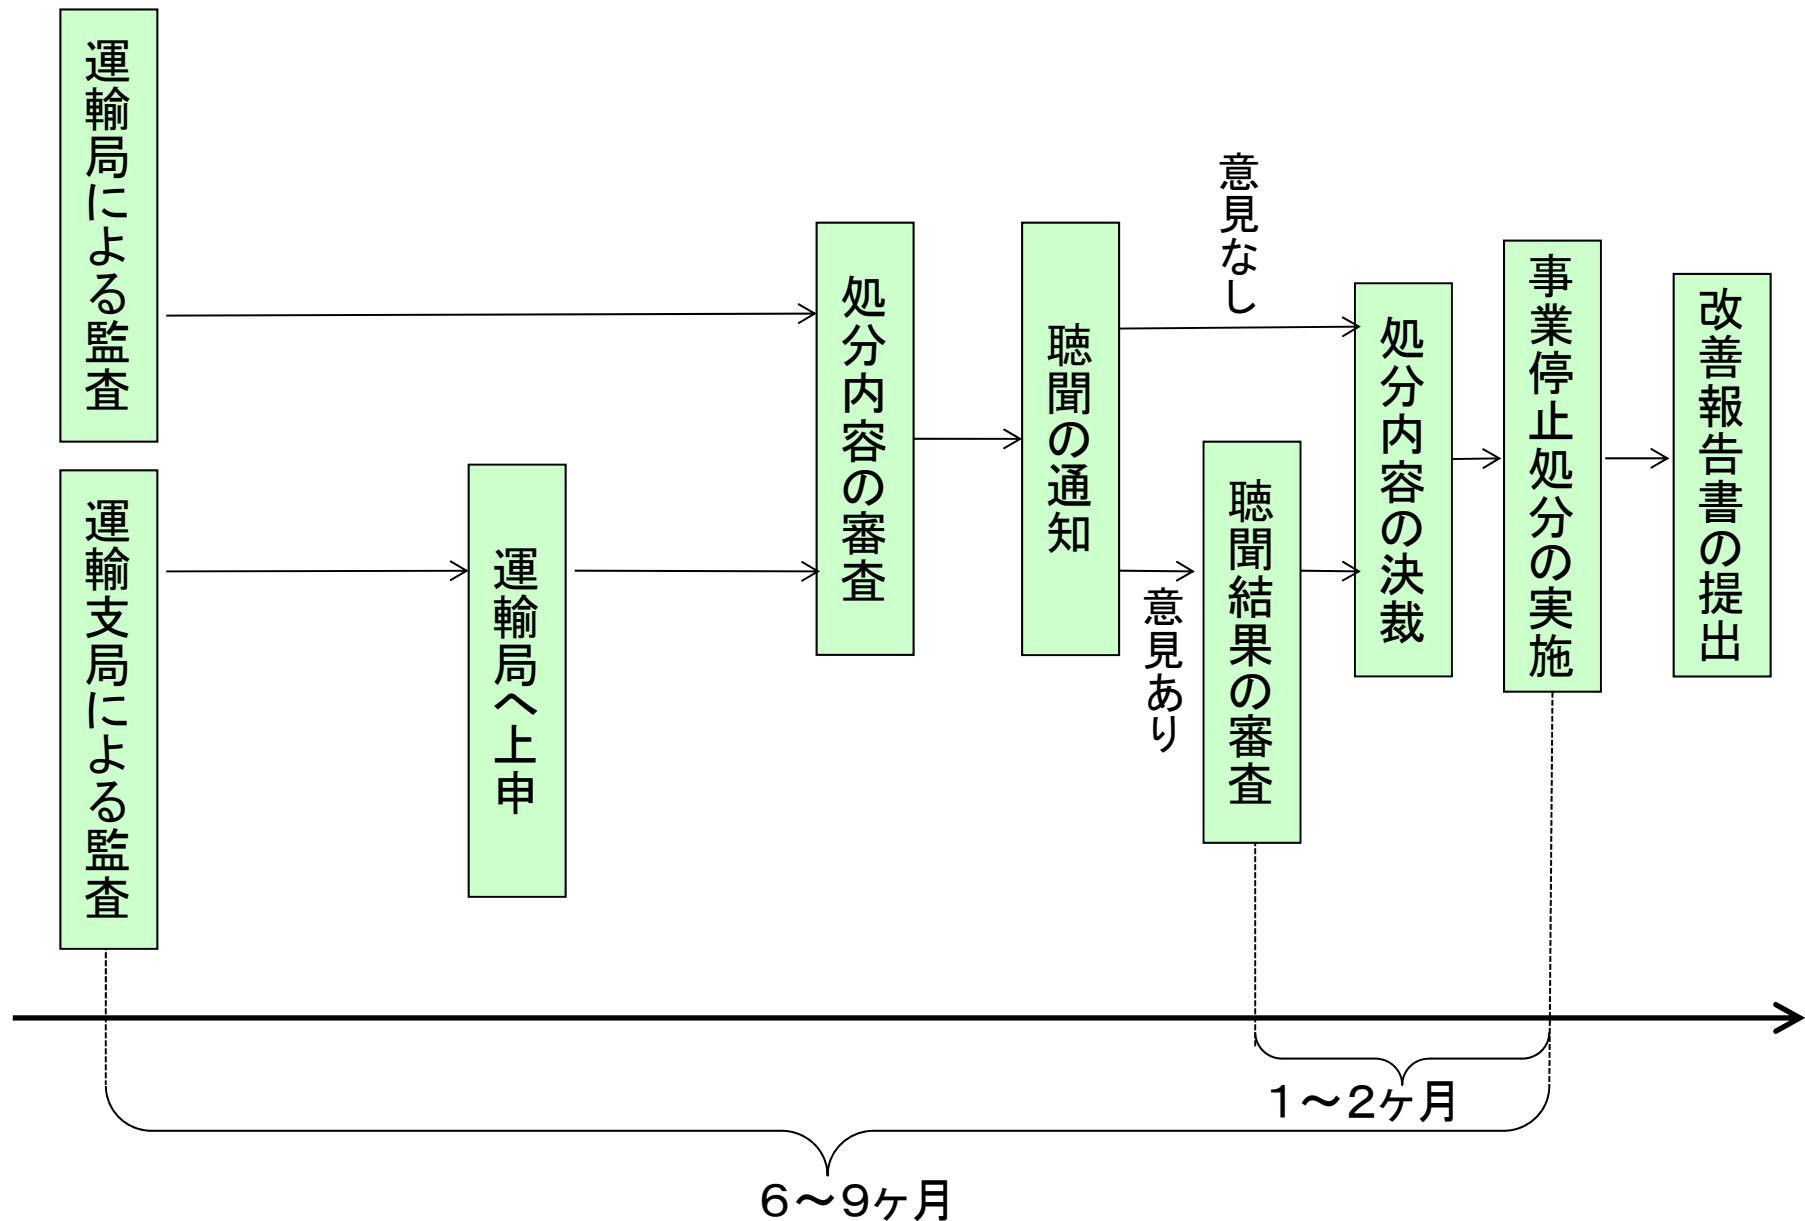 運輸局による監査
運輸支局による監査
運輸局へ上申
処分内容の審査
聴聞の通知
意見なし
意見あり
聴聞結果の審査
処分内容の決裁
事業停止処分の実施
改善報告書の提出
１～２ヶ月
６～９ヶ月